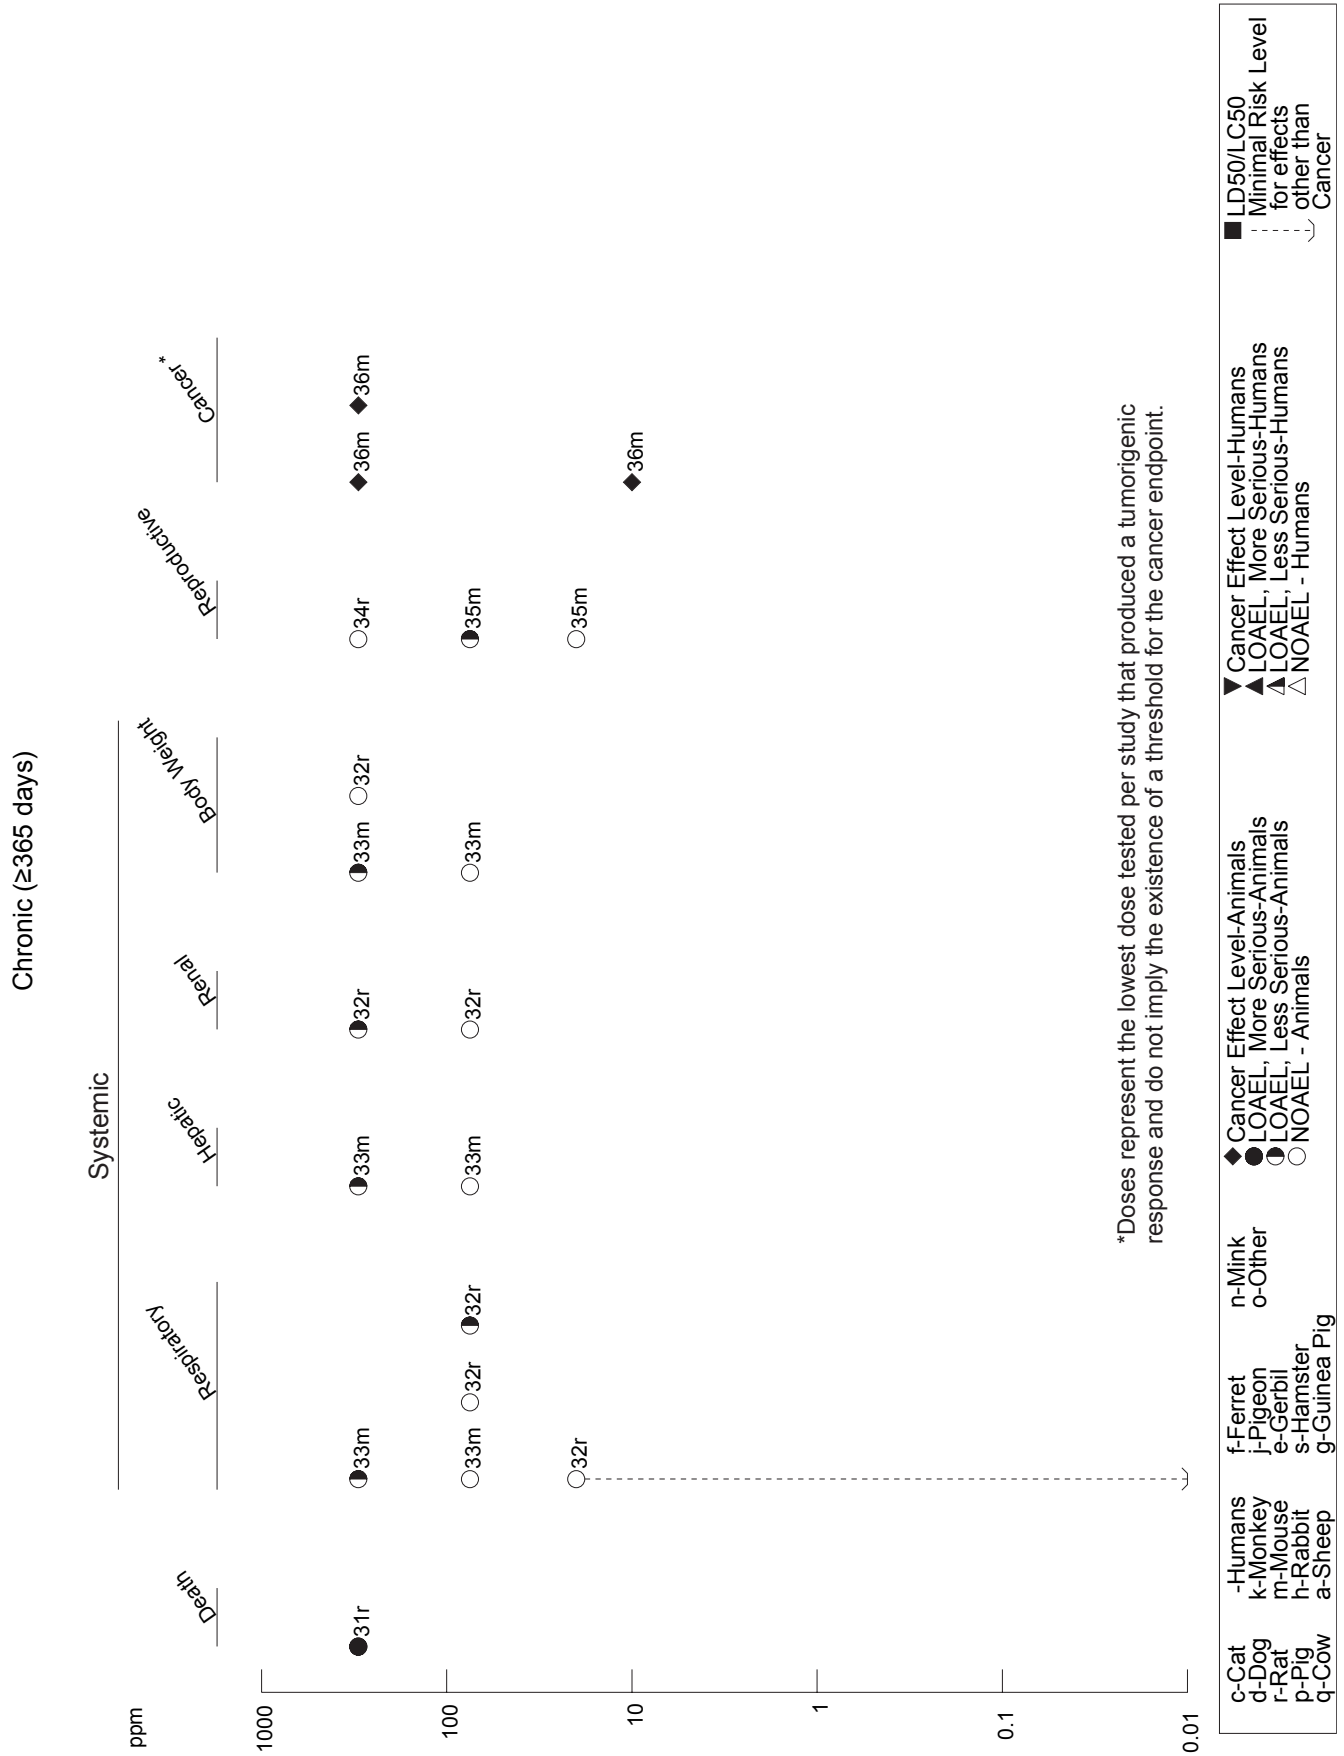 Chronic (≥365 days)
Systemic
ppm
Death
Respiratory
Hepatic
Renal
Body Weight
Reproductive
Cancer *
1000
31r
33m
33m
32r
33m
32r
34r
36m
36m
100
33m
32r
32r
33m
32r
33m
35m
32r
35m
10
36m
1
0.1
0.01
*Doses represent the lowest dose tested per study that produced a tumorigenic
response and do not imply the existence of a threshold for the cancer endpoint.
c-Cat
d-Dog
r-Rat
p-Pig
q-Cow
-Humans
k-Monkey
m-Mouse
h-Rabbit
a-Sheep
f-Ferret
j-Pigeon
e-Gerbil
s-Hamster
g-Guinea Pig
n-Mink
o-Other
Cancer Effect Level-Animals
LOAEL, More Serious-Animals
LOAEL, Less Serious-Animals
NOAEL - Animals
Cancer Effect Level-Humans
LOAEL, More Serious-Humans
LOAEL, Less Serious-Humans
NOAEL - Humans
LD50/LC50
Minimal Risk Level
for effects
other than
Cancer